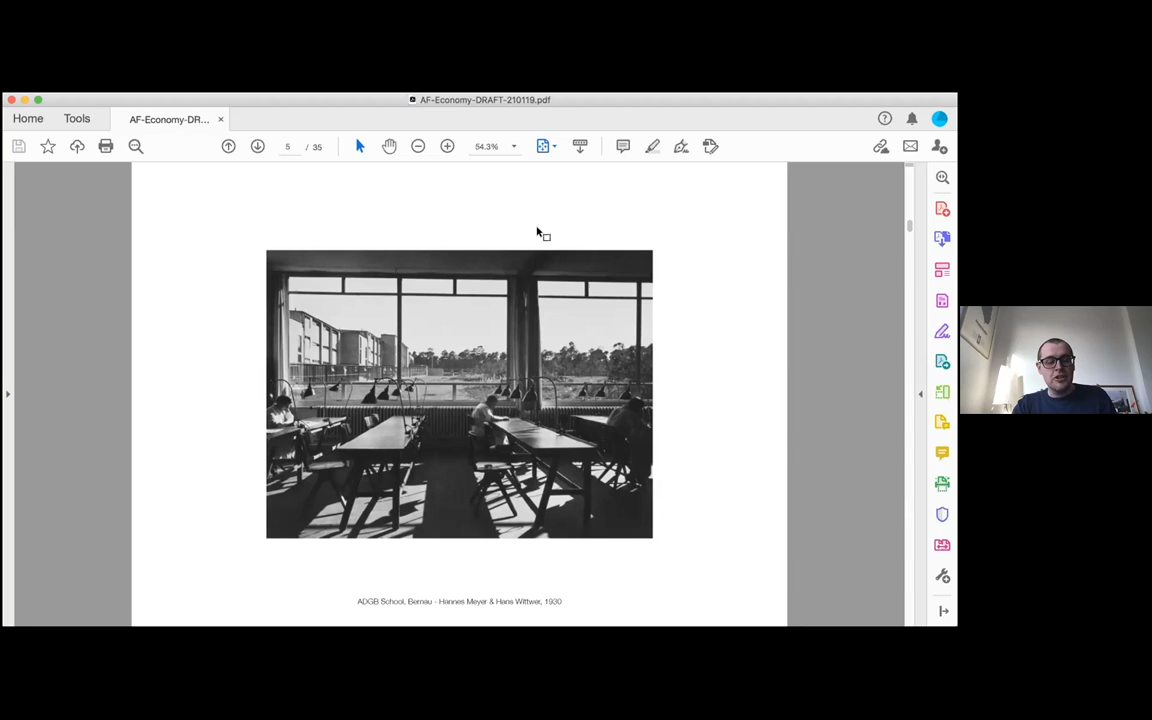 AF-Economy-DRAFT-210119.pdf
Home Tools AF-Economy-DR... ×
5 / 35 54.3%
ADGB School, Bernau - Hannes Meyer & Hans Wittwer, 1930